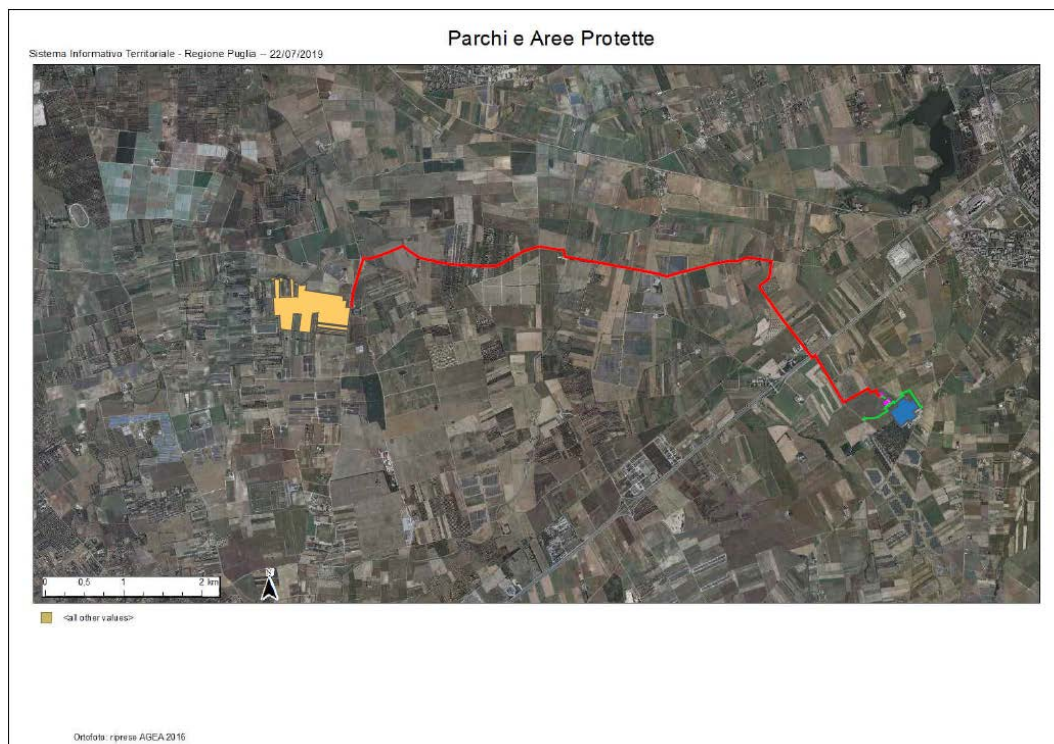 Parchi e Aree Protette
Sistema Informativo Territoriale - Regione Puglia – 22/07/2019
0 0,5 1 2 km
N
<all other values>
Ortofoto: riprese AGEA 2016